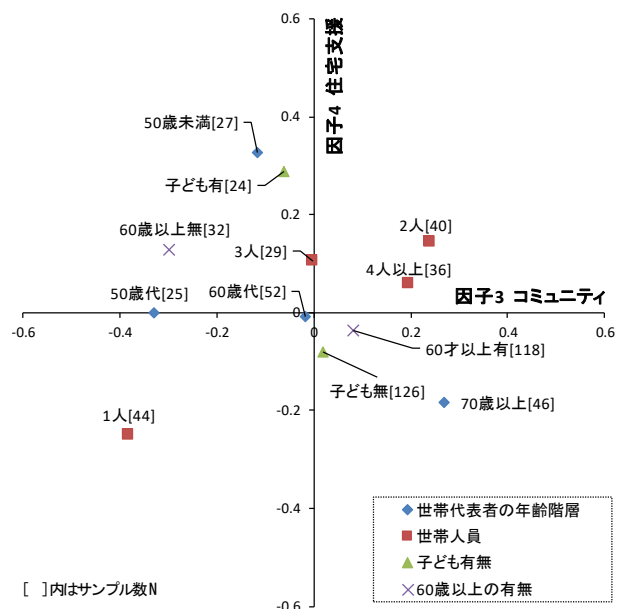 0.6
因子4 住宅支援
0.4
50歳未満[27]
子ども有[24]
0.2
60歳以上無[32]
2人[40]
3人[29]
4人以上[36]
50歳代[25]
60歳代[52]
因子3 コミュニティ
0
-0.6
-0.4
-0.2
0
0.2
0.4
0.6
60才以上有[118]
子ども無[126]
-0.2
70歳以上[46]
1人[44]
-0.4
世帯代表者の年齢階層
世帯人員
子ども有無
60歳以上の有無
[ ]内はサンプル数N
-0.6